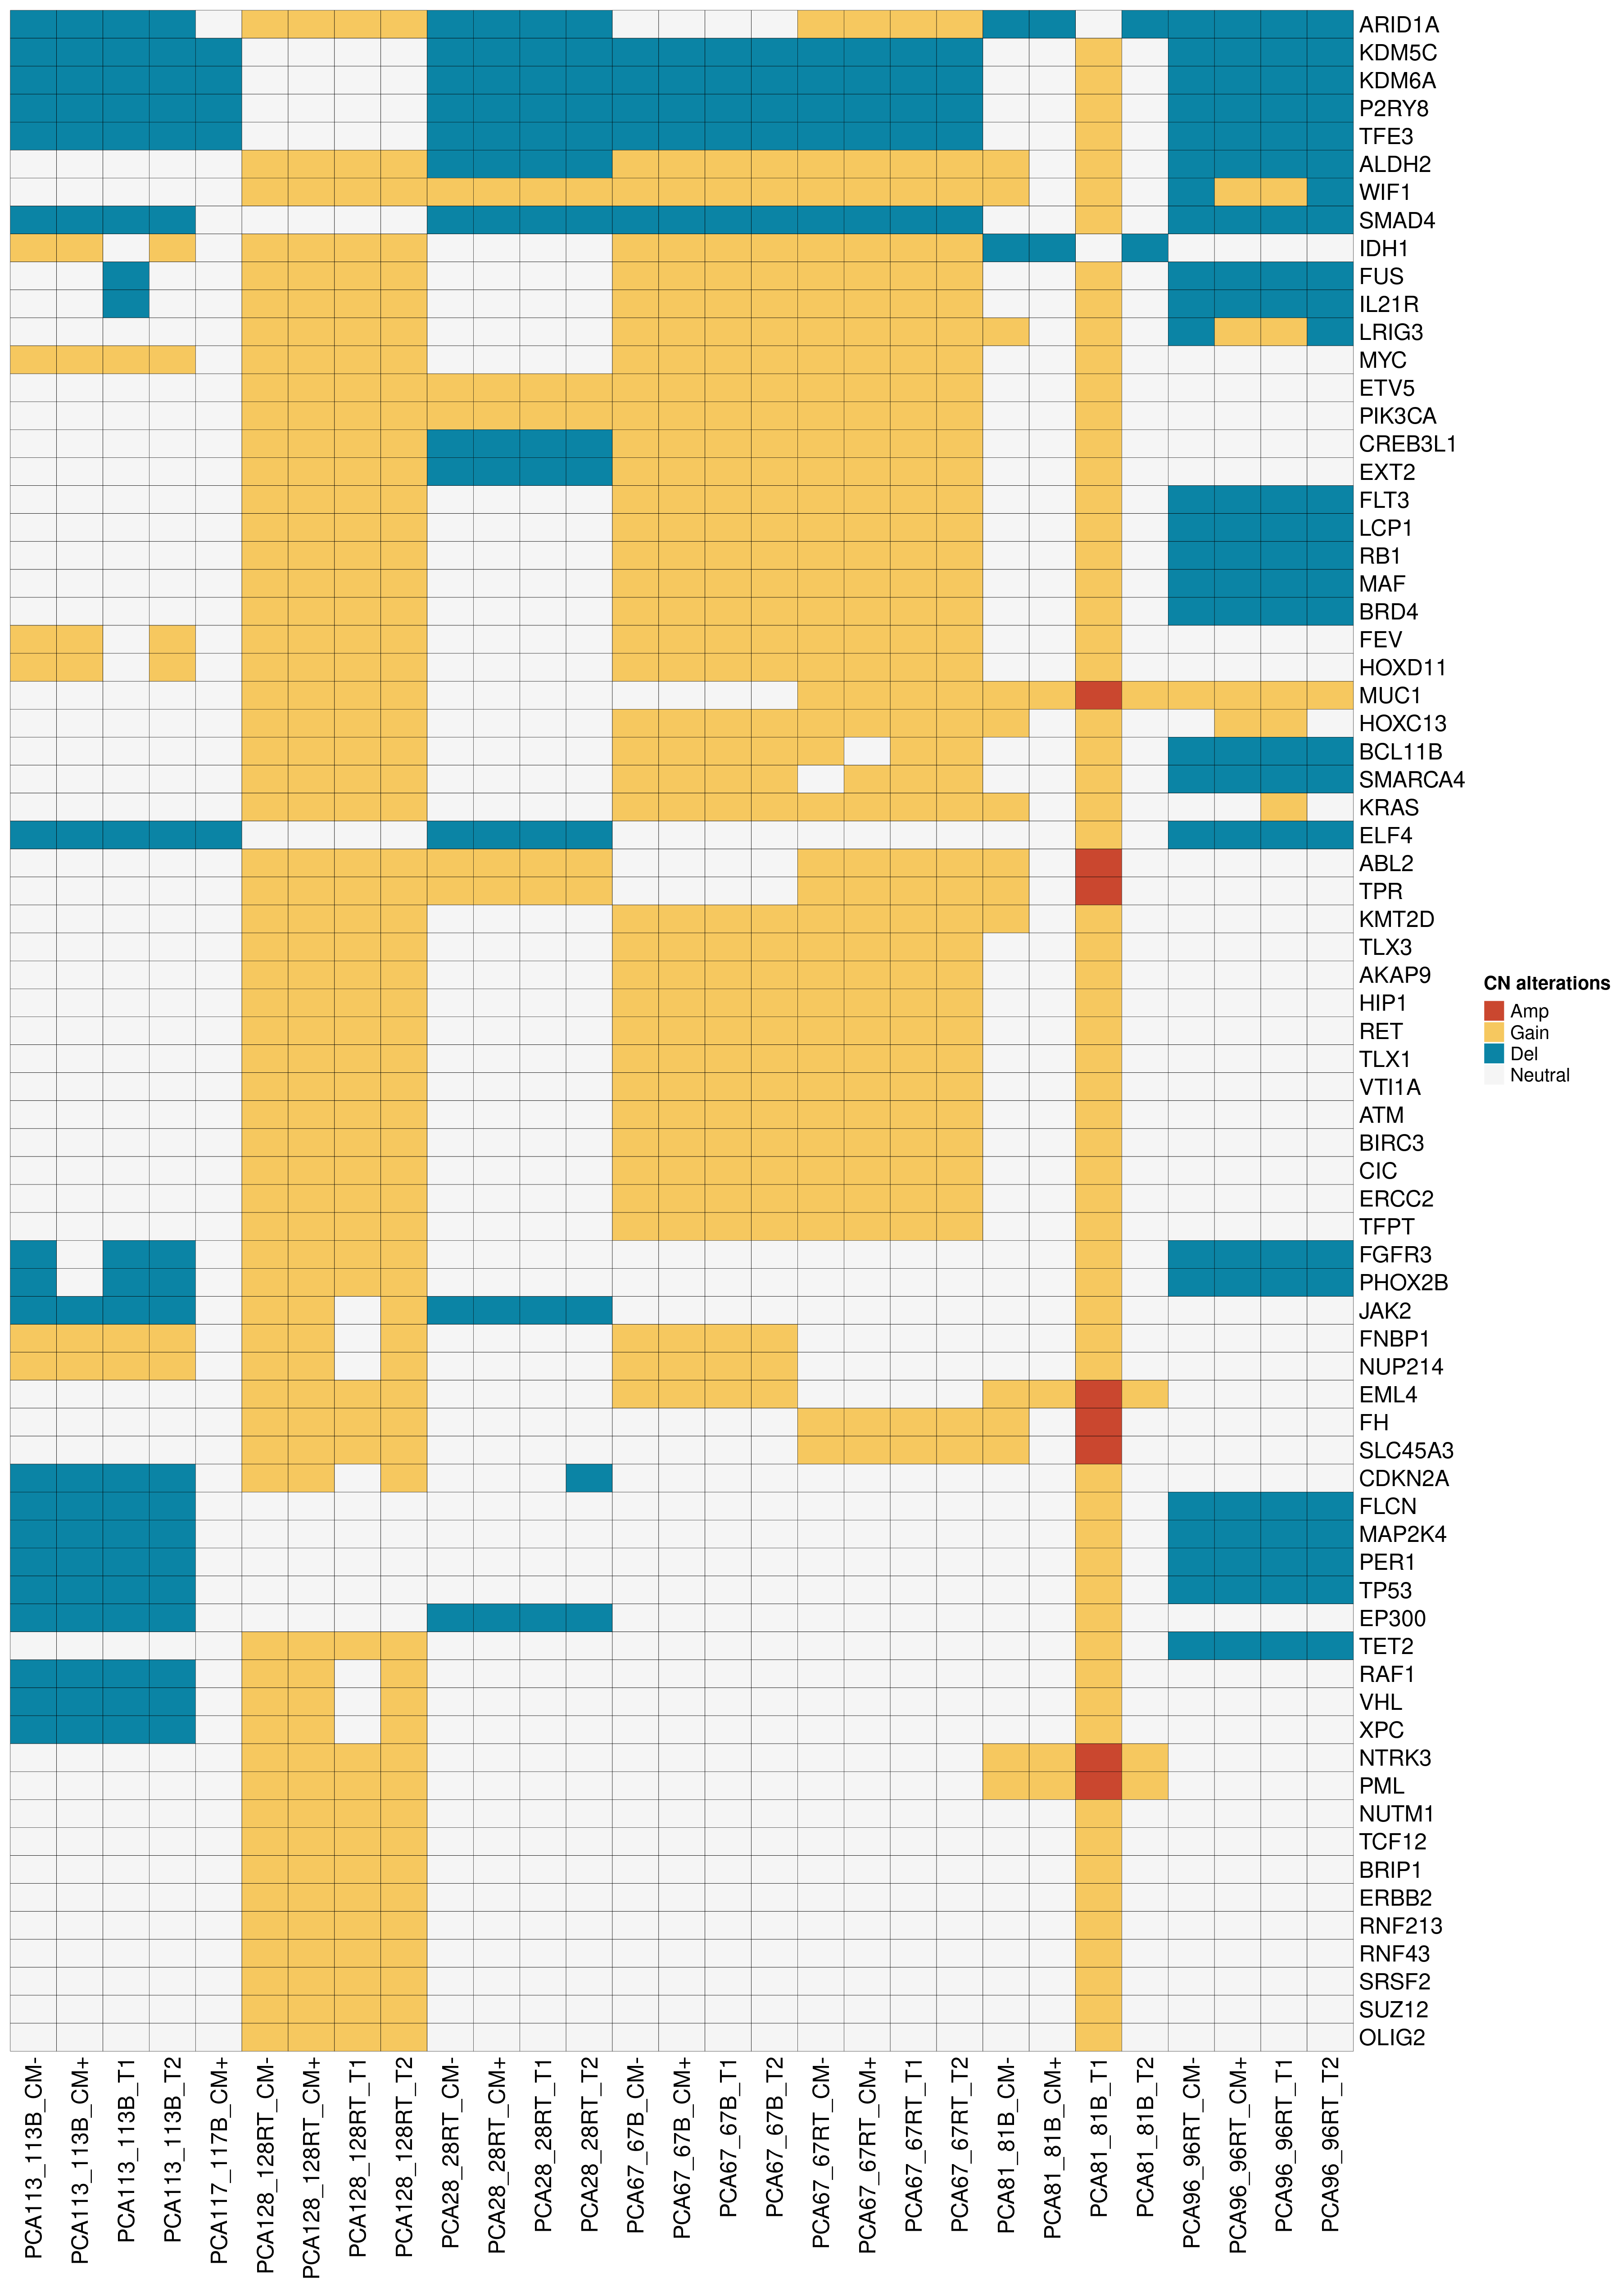 ARID1A
KDM5C
KDM6A
P2RY8
TFE3
ALDH2
WIF1
SMAD4
IDH1
FUS
IL21R
LRIG3
MYC
ETV5
PIK3CA
CREB3L1
EXT2
FLT3
LCP1
RB1
MAF
BRD4
FEV
HOXD11
MUC1
HOXC13
BCL11B
SMARCA4
KRAS
ELF4
ABL2
TPR
KMT2D
TLX3
AKAP9
HIP1
RET
TLX1
VTI1A
ATM
BIRC3
CIC
ERCC2
TFPT
FGFR3
PHOX2B
JAK2
FNBP1
NUP214
EML4
FH
SLC45A3
CDKN2A
FLCN
MAP2K4
PER1
TP53
EP300
TET2
RAF1
VHL
XPC
NTRK3
PML
NUTM1
TCF12
BRIP1
ERBB2
RNF213
RNF43
SRSF2
SUZ12
OLIG2
CN alterations
Amp
Gain
Del
Neutral
PCA113_113B_CM-
PCA113_113B_CM+
PCA113_113B_T1
PCA113_113B_T2
PCA117_117B_CM+
PCA128_128RT_CM-
PCA128_128RT_CM+
PCA128_128RT_T1
PCA128_128RT_T2
PCA28_28RT_CM-
PCA28_28RT_CM+
PCA28_28RT_T1
PCA28_28RT_T2
PCA67_67B_CM-
PCA67_67B_CM+
PCA67_67B_T1
PCA67_67B_T2
PCA67_67RT_CM-
PCA67_67RT_CM+
PCA67_67RT_T1
PCA67_67RT_T2
PCA81_81B_CM-
PCA81_81B_CM+
PCA81_81B_T1
PCA81_81B_T2
PCA96_96RT_CM-
PCA96_96RT_CM+
PCA96_96RT_T1
PCA96_96RT_T2